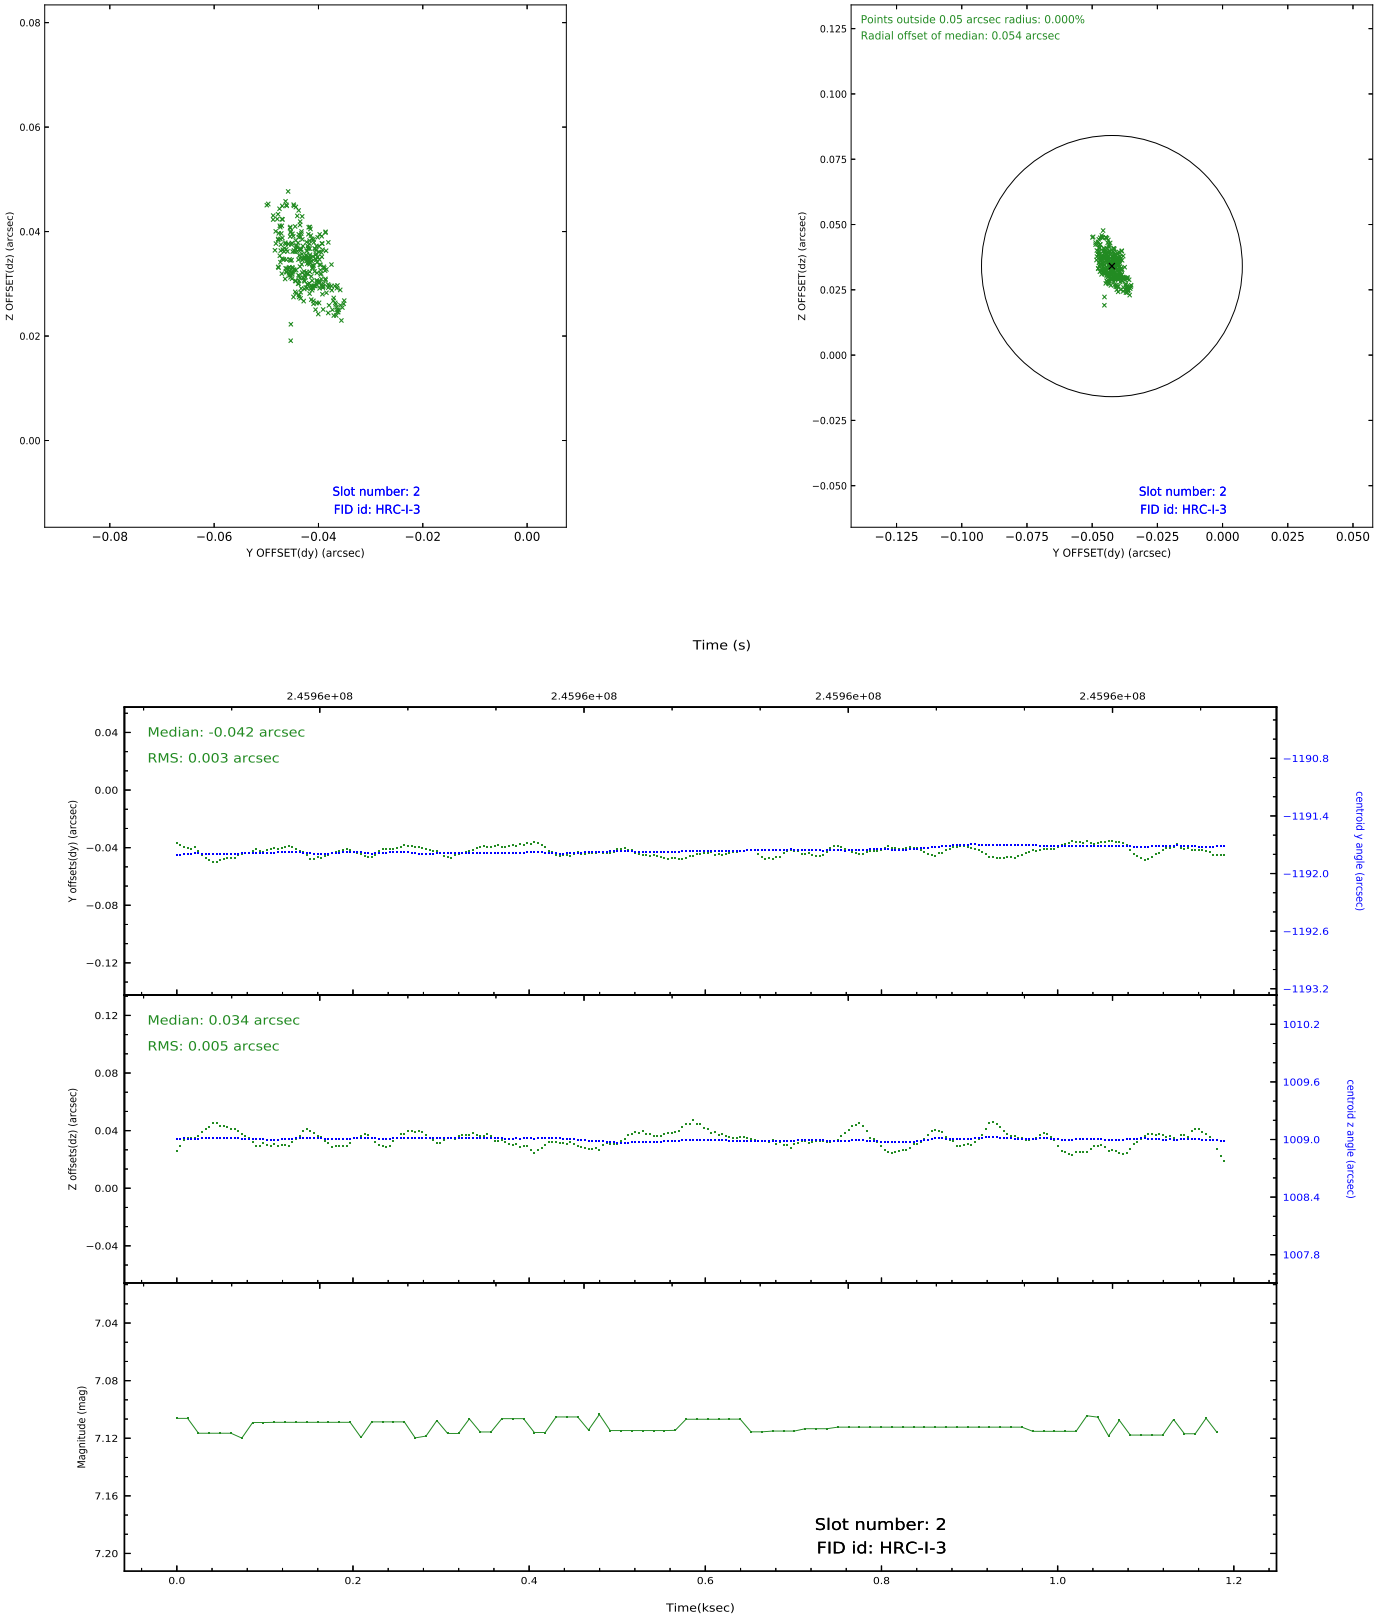 0.08
0.06
0.04
0.02
0.00
Z OFFSET(dz) (arcsec)
Slot number: 2
FID id: HRC-I-3
−0.08 −0.06 −0.04 −0.02 0.00
Y OFFSET(dy) (arcsec)
Points outside 0.05 arcsec radius: 0.000%
Radial offset of median: 0.054 arcsec
0.125
0.100
0.075
0.050
0.025
0.000
−0.025
−0.050
Z OFFSET(dz) (arcsec)
Slot number: 2
FID id: HRC-I-3
−0.125 −0.100 −0.075 −0.050 −0.025 0.000 0.025 0.050
Y OFFSET(dy) (arcsec)
Time (s)
2.4596e+08 2.4596e+08 2.4596e+08 2.4596e+08
Median: -0.042 arcsec
RMS: 0.003 arcsec
0.04
0.00
−0.04
−0.08
−0.12
Y offsets(dy) (arcsec)
−1190.8
−1191.4
−1192.0
−1192.6
−1193.2
centroid y angle (arcsec)
Median: 0.034 arcsec
RMS: 0.005 arcsec
0.12
0.08
0.04
0.00
−0.04
Z offsets(dz) (arcsec)
1010.2
1009.6
1009.0
1008.4
1007.8
centroid z angle (arcsec)
7.04
7.08
7.12
7.16
7.20
Magnitude (mag)
Slot number: 2
FID id: HRC-I-3
0.0 0.2 0.4 0.6 0.8 1.0 1.2
Time(ksec)